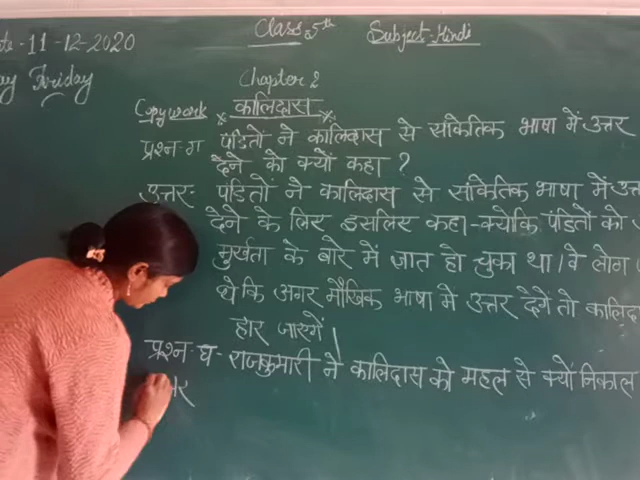 11-12-2020 Class 5th Subject-Hindi
Friday
Chapter 2
Copywork × कालिदास ×
प्रश्न-ग पंडितों ने कालिदास से सांकेतिक भाषा में उत्तर
देने को क्यों कहा ?
उत्तर- पंडितों ने कालिदास से सांकेतिक भाषा में
देने के लिए इसलिए कहा-क्योकि पंडितों को
मुर्खता के बारे में ज्ञात हो चुका था। वे लोग
थे कि अगर मौखिक भाषा मे उत्तर देगें तो
हार जाएगें।
प्रश्न-घ- राजकुमारी ने कालिदास को महल से क्यों निकाल